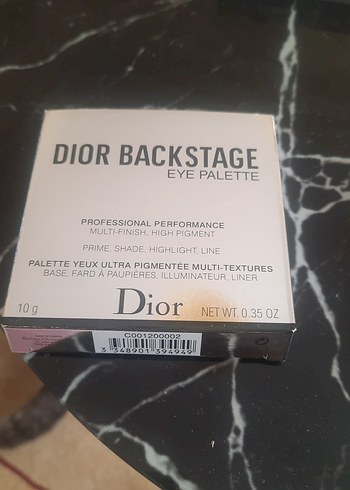 DIOR BACKSTAGE
EYE PALETTE
PROFESSIONAL PERFORMANCE
MULTI-FINISH, HIGH PIGMENT
PRIME, SHADE, HIGHLIGHT, LINE
PALETTE YEUX ULTRA PIGMENTÉE MULTI-TEXTURES
BASE, FARD À PAUPIÈRES, ILLUMINATEUR, LINER
10 g Dior NET WT. 0.35 OZ
C001200002
3 348901 394949